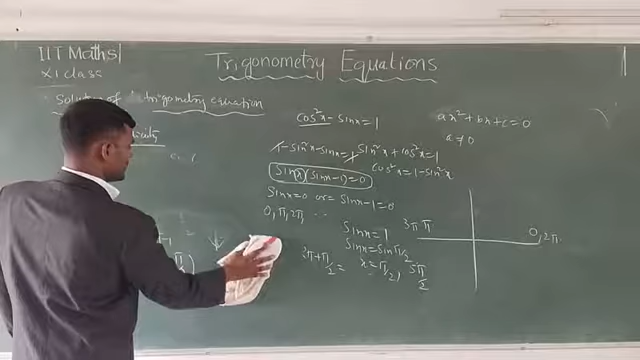 IIT Maths
XI class
Trigonometry Equations
Solution of trigonometry equation
cos²x - sinx = 1
1 - sin²x - sinx = 1
sin²x + cos²x = 1
cos²x = 1 - sin²x
sinx (sinx - 1) = 0
sinx = 0 or = sinx - 1 = 0
0, π, 2π,
sinx = 1
sinx = sin π/2
x = π/2, 5π/2
2π + π/2 =
ax² + bx + c = 0
a ≠ 0
3π π
0, 2π